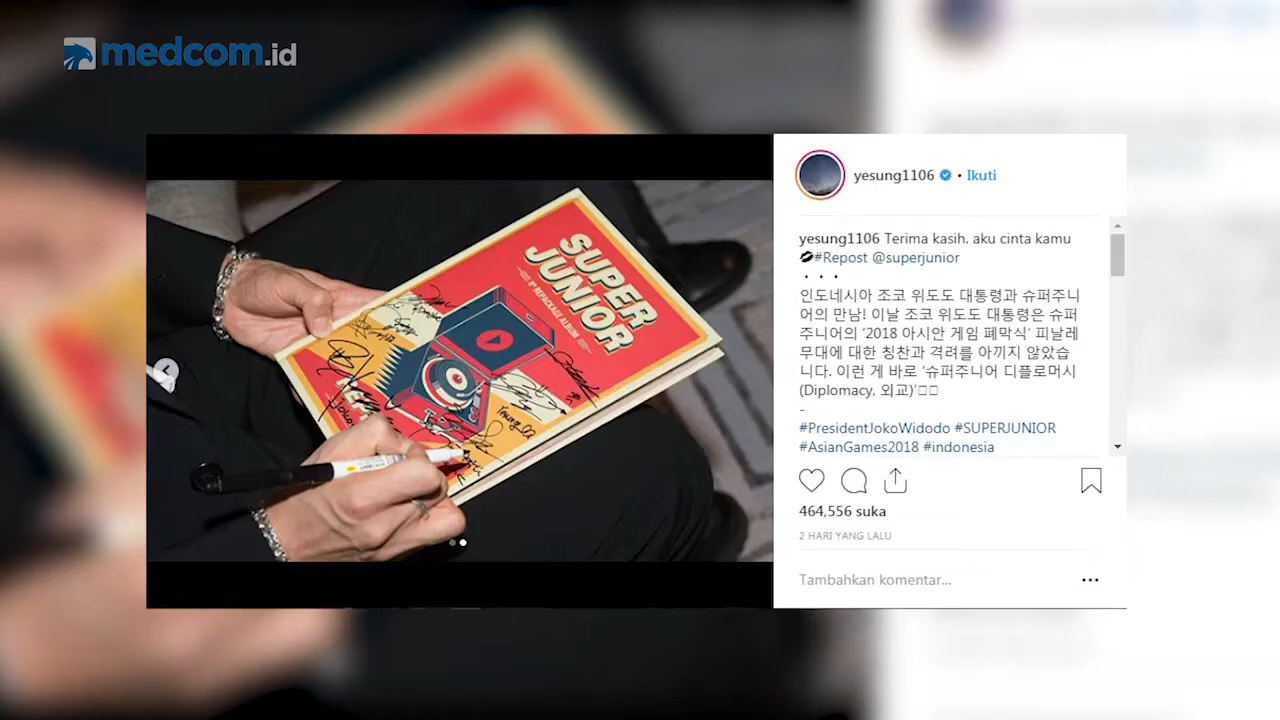 medcom.id
SUPER
JUNIOR
THE 8TH REPACKAGE ALBUM
yesung1106 • Ikuti
yesung1106 Terima kasih. aku cinta kamu
💋#Repost @superjunior
・・・
인도네시아 조코 위도도 대통령과 슈퍼주니
어의 만남! 이날 조코 위도도 대통령은 슈퍼
주니어의 ‘2018 아시안 게임 폐막식’ 피날레
무대에 대한 칭찬과 격려를 아끼지 않았습
니다. 이런 게 바로 ‘슈퍼주니어 디플로머시
(Diplomacy, 외교)’
-
#PresidentJokoWidodo #SUPERJUNIOR
#AsianGames2018 #indonesia
464,556 suka
2 HARI YANG LALU
Tambahkan komentar...